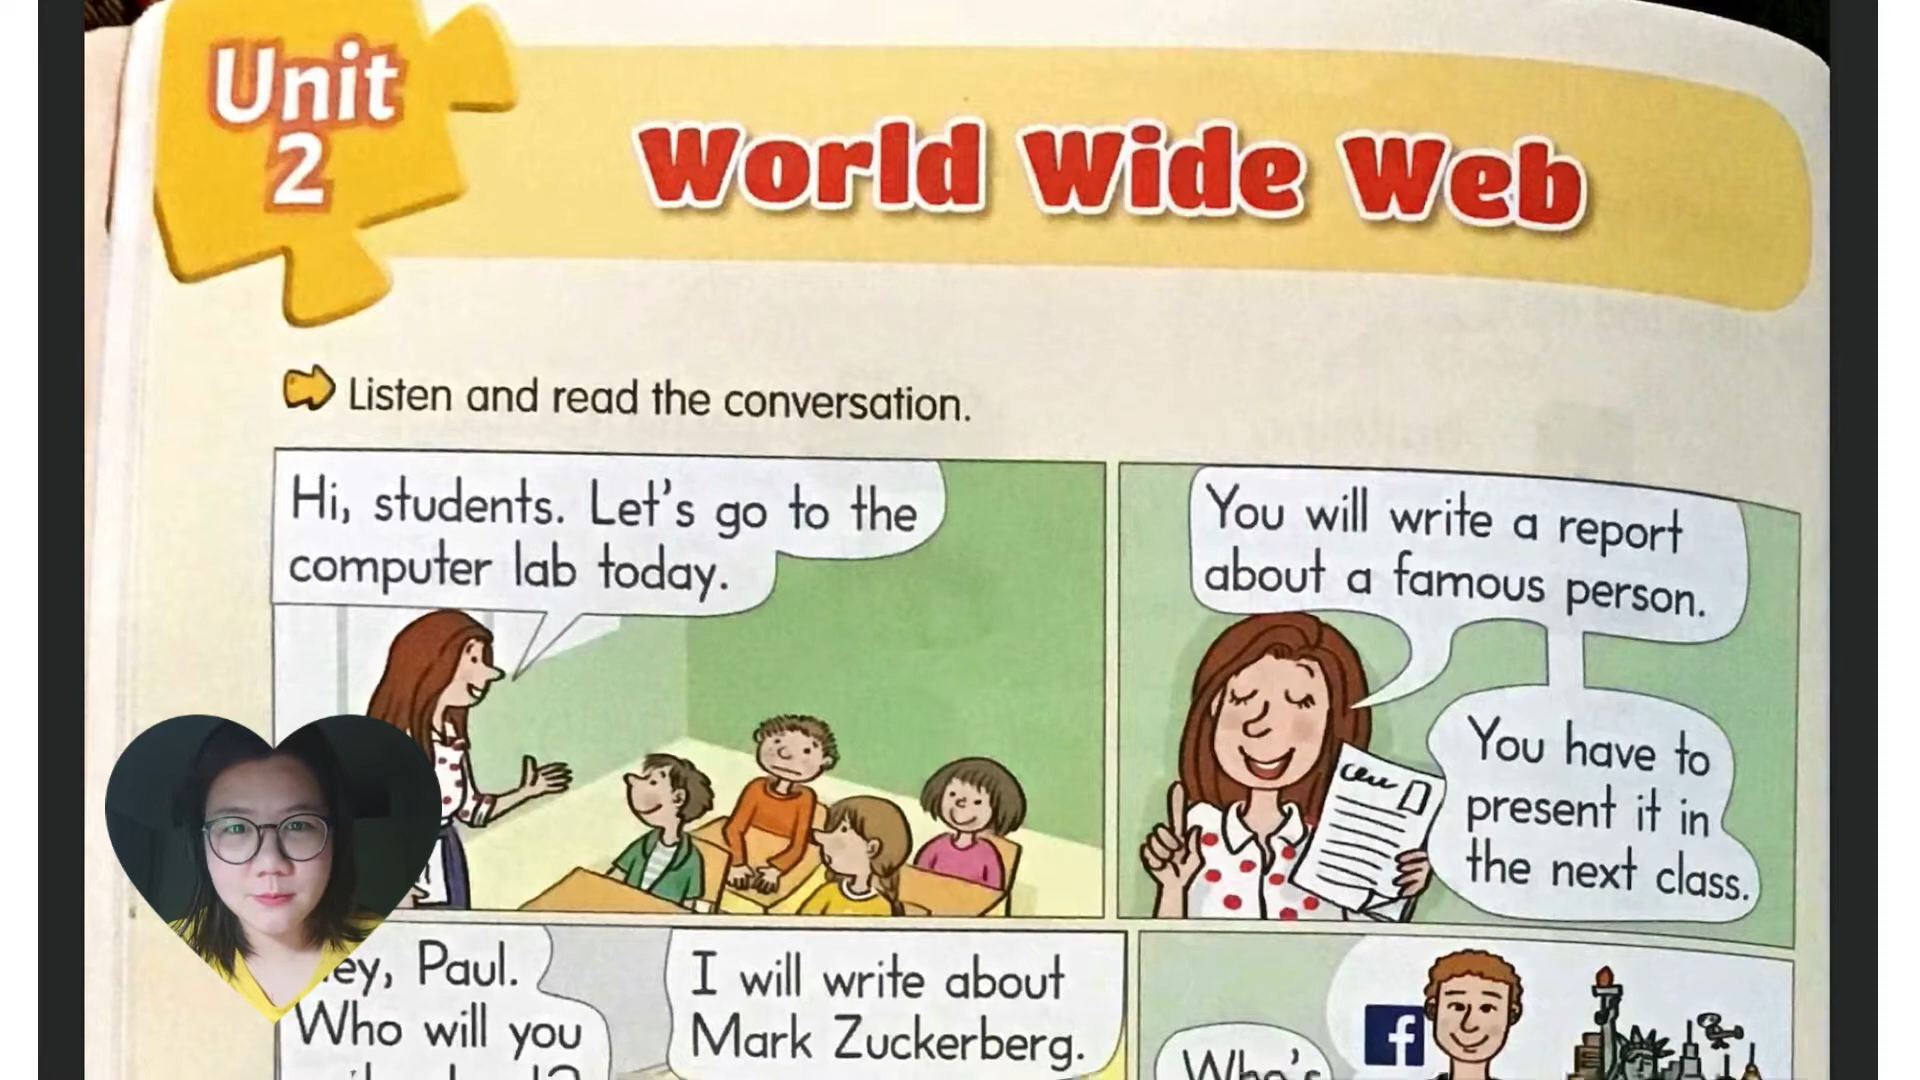 Unit
2
World Wide Web
Listen and read the conversation.
Hi, students. Let's go to the
computer lab today.
You will write a report
about a famous person.
You have to
present it in
the next class.
ey, Paul.
Who will you
I will write about
Mark Zuckerberg.
Who's
f